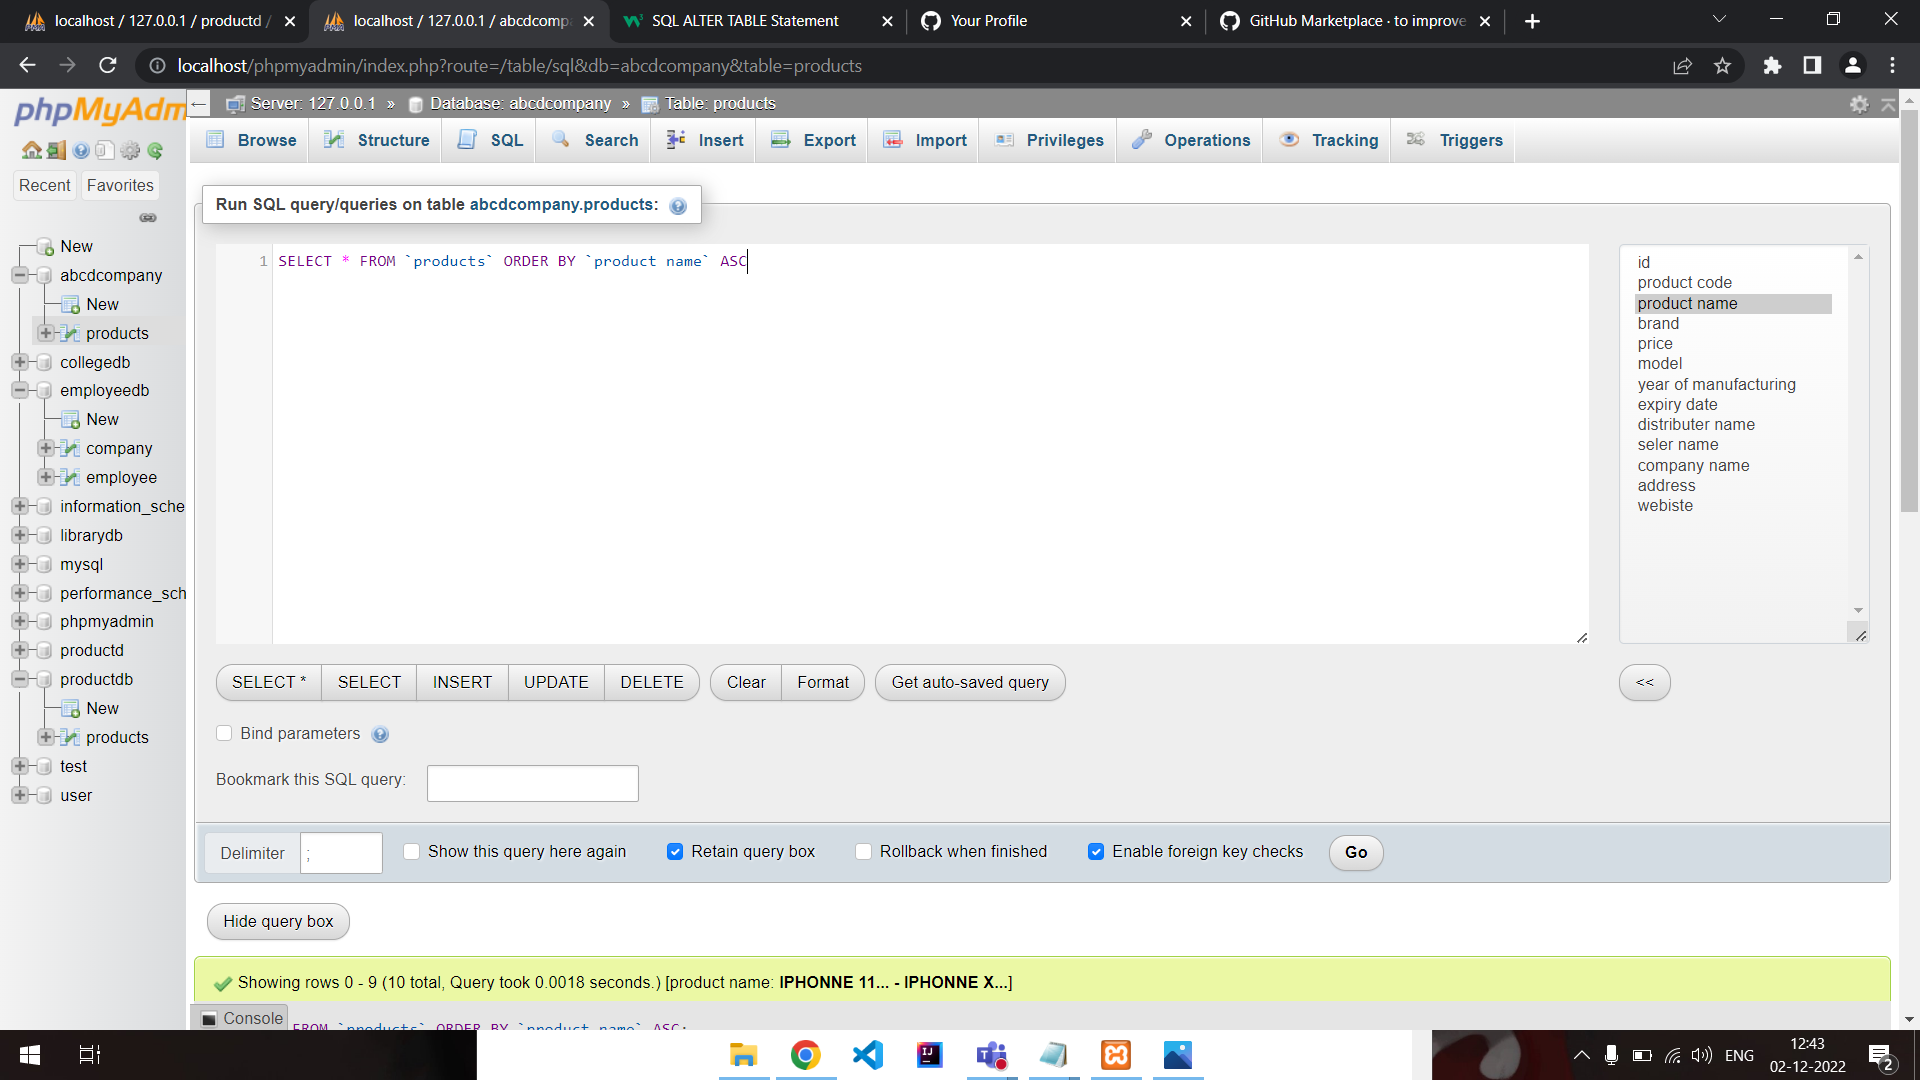 localhost / 127.0.0.1 / productd /
localhost / 127.0.0.1 / abcdcompa
SQL ALTER TABLE Statement
Your Profile
GitHub Marketplace · to improve
localhost/phpmyadmin/index.php?route=/table/sql&db=abcdcompany&table=products
phpMyAdm
Server: 127.0.0.1 » Database: abcdcompany » Table: products
Browse Structure SQL Search Insert Export Import Privileges Operations Tracking Triggers
Recent Favorites
New
abcdcompany
New
products
collegedb
employeedb
New
company
employee
information_sche
librarydb
mysql
performance_sch
phpmyadmin
productd
productdb
New
products
test
user
Run SQL query/queries on table abcdcompany.products:
1 SELECT * FROM `products` ORDER BY `product name` ASC
id
product code
product name
brand
price
model
year of manufacturing
expiry date
distributer name
seler name
company name
address
webiste
SELECT * SELECT INSERT UPDATE DELETE Clear Format Get auto-saved query <<
Bind parameters
Bookmark this SQL query:
Delimiter ; Show this query here again Retain query box Rollback when finished Enable foreign key checks Go
Hide query box
Showing rows 0 - 9 (10 total, Query took 0.0018 seconds.) [product name: IPHONNE 11... - IPHONNE X...]
Console
FROM `products` ORDER BY `product name` ASC;
ENG
12:43
02-12-2022
2